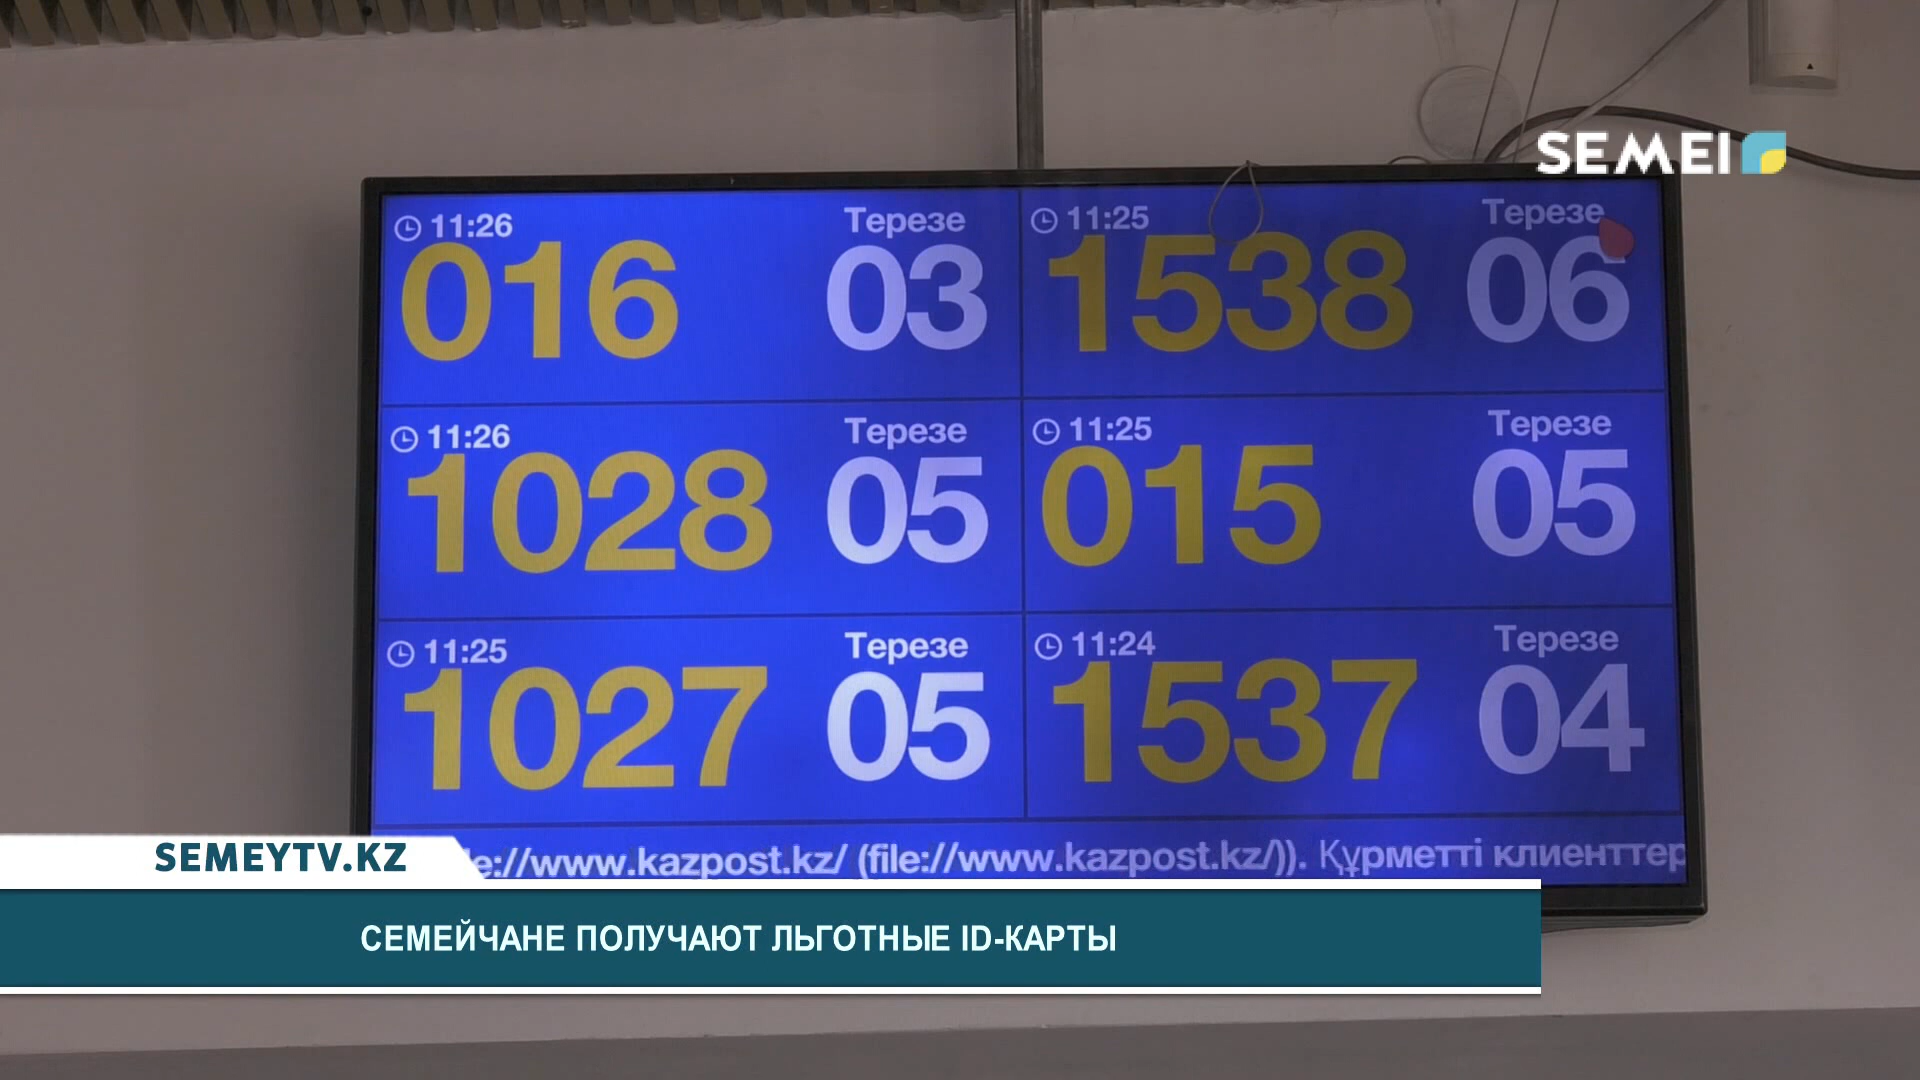 SEMEI
11:26 Терезе
016 03
11:25 Терезе
1538 06
11:26 Терезе
1028 05
11:25 Терезе
015 05
11:25 Терезе
1027 05
11:24 Терезе
1537 04
e://www.kazpost.kz/ (file://www.kazpost.kz/)). Құрметті клиенттер
SEMEYTV.KZ
СЕМЕЙЧАНЕ ПОЛУЧАЮТ ЛЬГОТНЫЕ ID-КАРТЫ